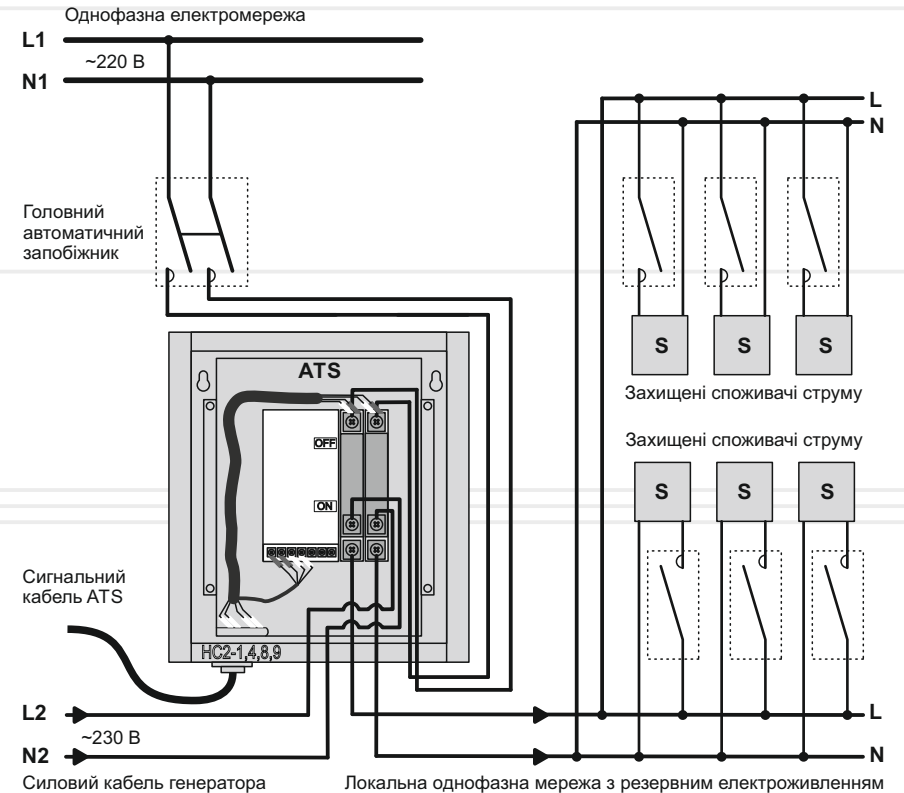 Однофазна електромережа
L1
~220 В
N1
L
N
Головний
автоматичний
запобіжник
ATS
OFF
ON
S S S
Захищені споживачі струму
Захищені споживачі струму
S S S
Сигнальний
кабель ATS
HC2-1,4,8,9
L2
~230 В
N2
L
N
Силовий кабель генератора
Локальна однофазна мережа з резервним електроживленням